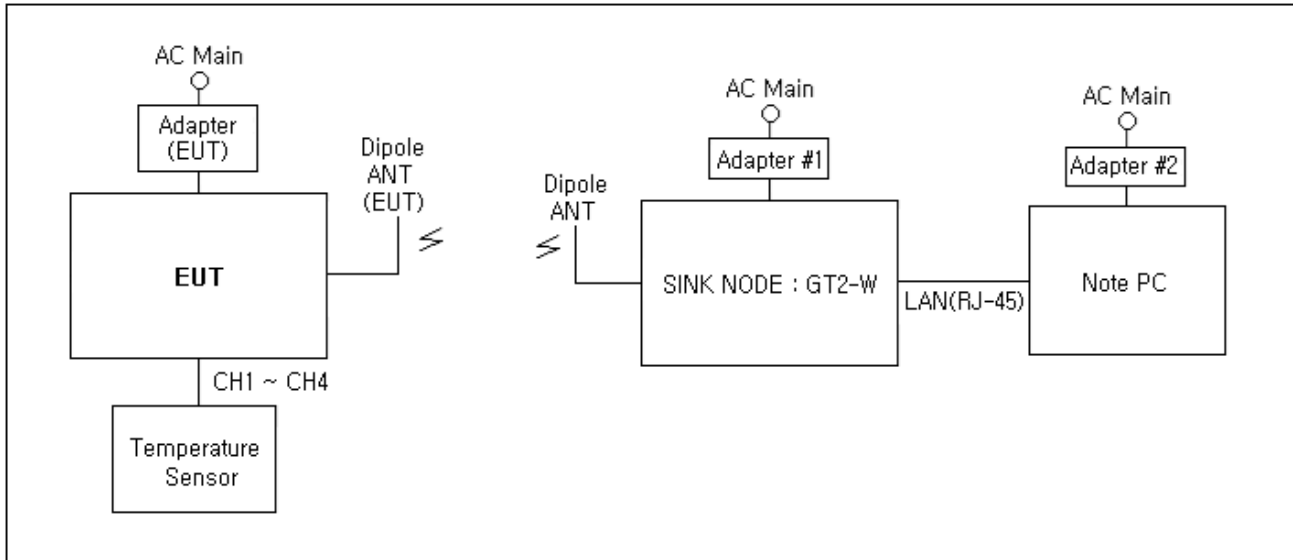 AC Main
Adapter
(EUT)
Dipole
ANT
(EUT)
EUT
CH1 ~ CH4
Temperature
Sensor
Dipole
ANT
AC Main
Adapter #1
SINK NODE : GT2-W
LAN(RJ-45)
AC Main
Adapter #2
Note PC